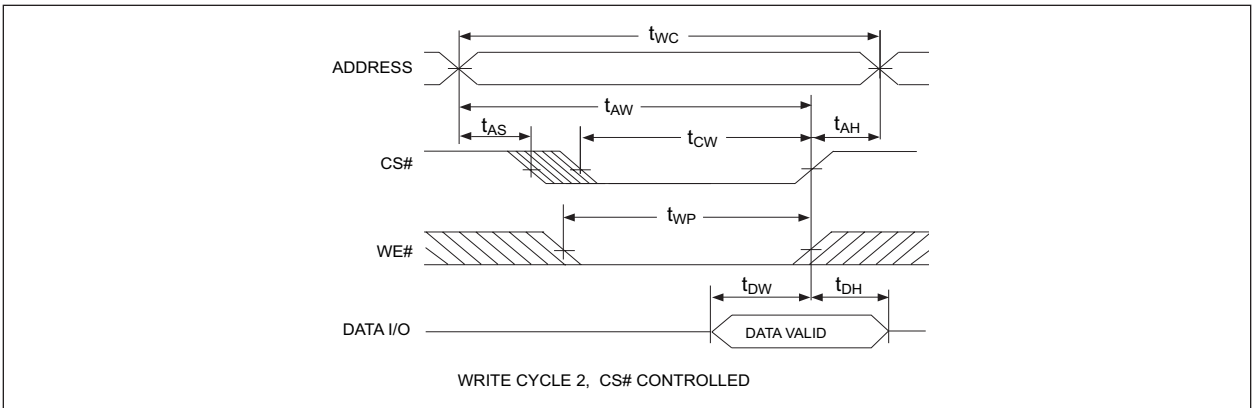 tWC
ADDRESS
tAW
tAS
tCW
tAH
CS#
tWP
WE#
tDW
tDH
DATA I/O
DATA VALID
WRITE CYCLE 2, CS# CONTROLLED